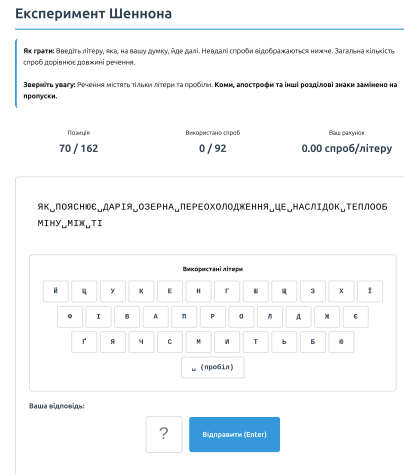 Експеримент Шеннона
Як грати: Введіть літеру, яка, на вашу думку, йде далі. Невдалі спроби відображаються нижче. Загальна кількість
спроб дорівнює довжині речення.
Зверніть увагу: Речення містять тільки літери та пробіли. Коми, апострофи та інші розділові знаки замінено на
пропуски.
Позиція Використано спроб Ваш рахунок
70 / 162 0 / 92 0.00 спроб/літеру
ЯК␣ПОЯСНЮЄ␣ДАРІЯ␣ОЗЕРНА␣ПЕРЕОХОЛОДЖЕННЯ␣ЦЕ␣НАСЛІДОК␣ТЕПЛООБ
МІНУ␣МІЖ␣ТІ
Використані літери
Й Ц У К Е Н Г Ш Щ З Х Ї
Ф І В А П Р О Л Д Ж Є
Ґ Я Ч С М И Т Ь Б Ю
␣ (пробіл)
Ваша відповідь:
? Відправити (Enter)